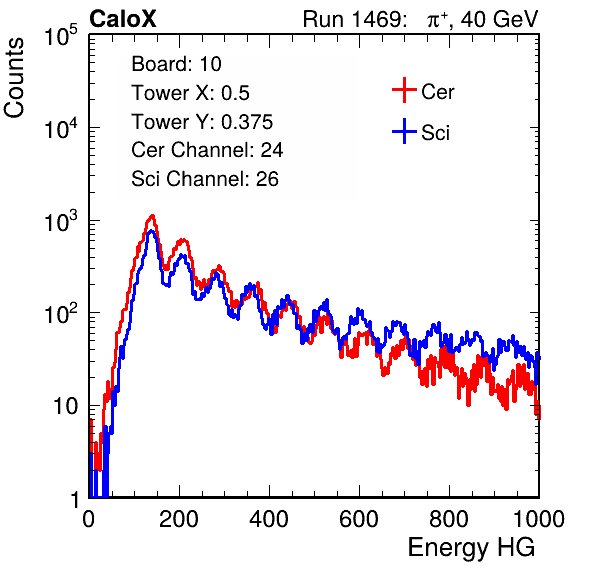 CaloX Run 1469: π⁺, 40 GeV
Board: 10
Tower X: 0.5
Tower Y: 0.375
Cer Channel: 24
Sci Channel: 26
Cer
Sci
Counts
10⁵
10⁴
10³
10²
10
1
0 200 400 600 800 1000
Energy HG